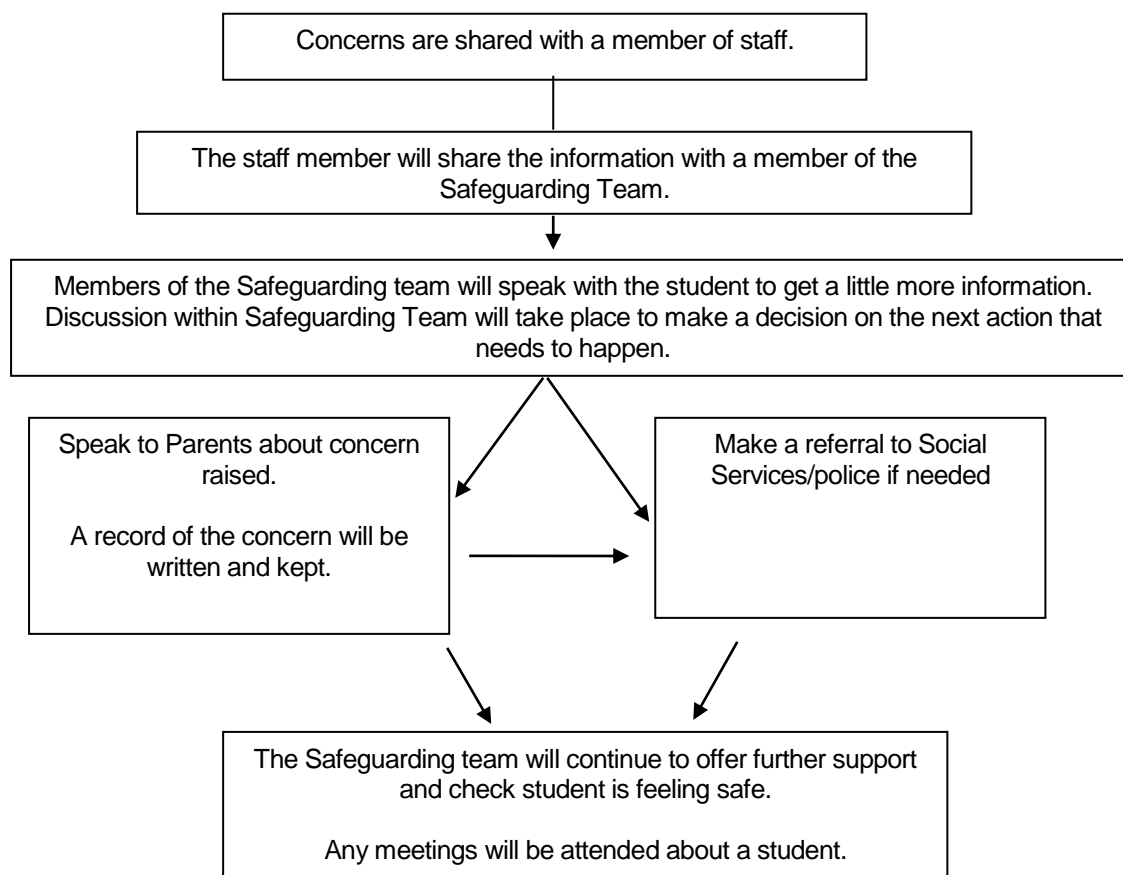 Concerns are shared with a member of staff.
The staff member will share the information with a member of the
Safeguarding Team.
Members of the Safeguarding team will speak with the student to get a little more information.
Discussion within Safeguarding Team will take place to make a decision on the next action that
needs to happen.
Speak to Parents about concern
raised.
A record of the concern will be
written and kept.
Make a referral to Social
Services/police if needed
The Safeguarding team will continue to offer further support
and check student is feeling safe.
Any meetings will be attended about a student.